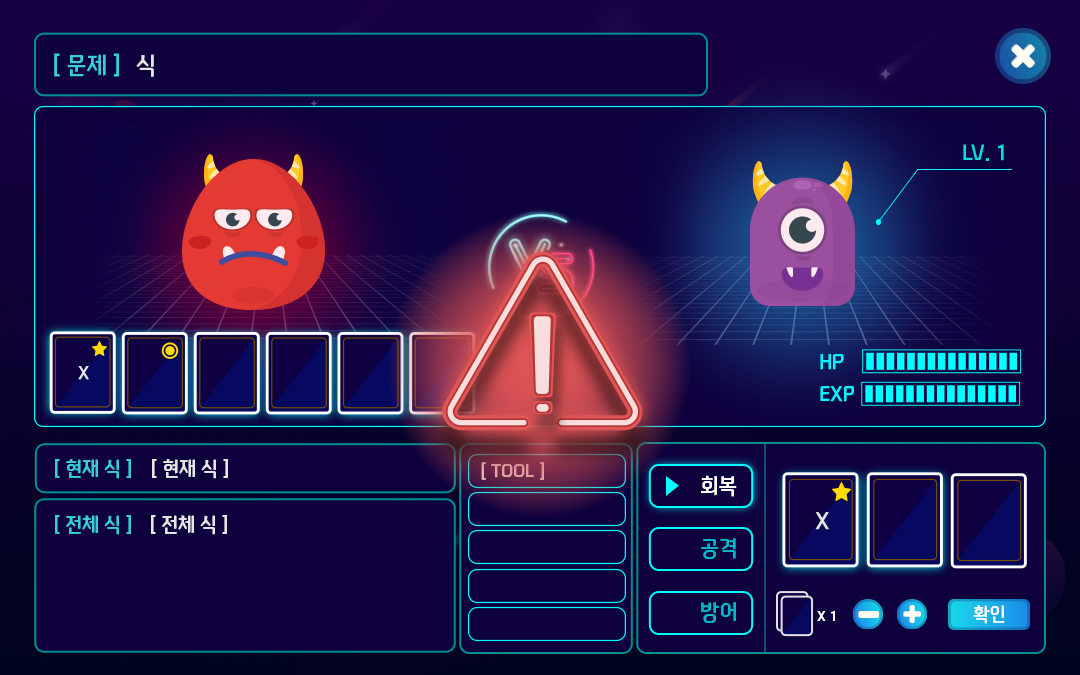 [ 문제 ] 식
LV. 1
X
HP
EXP
[ 현재 식 ] [ 현재 식 ]
[ 전체 식 ] [ 전체 식 ]
[ TOOL ]
회복
공격
방어
X
X 1
확인